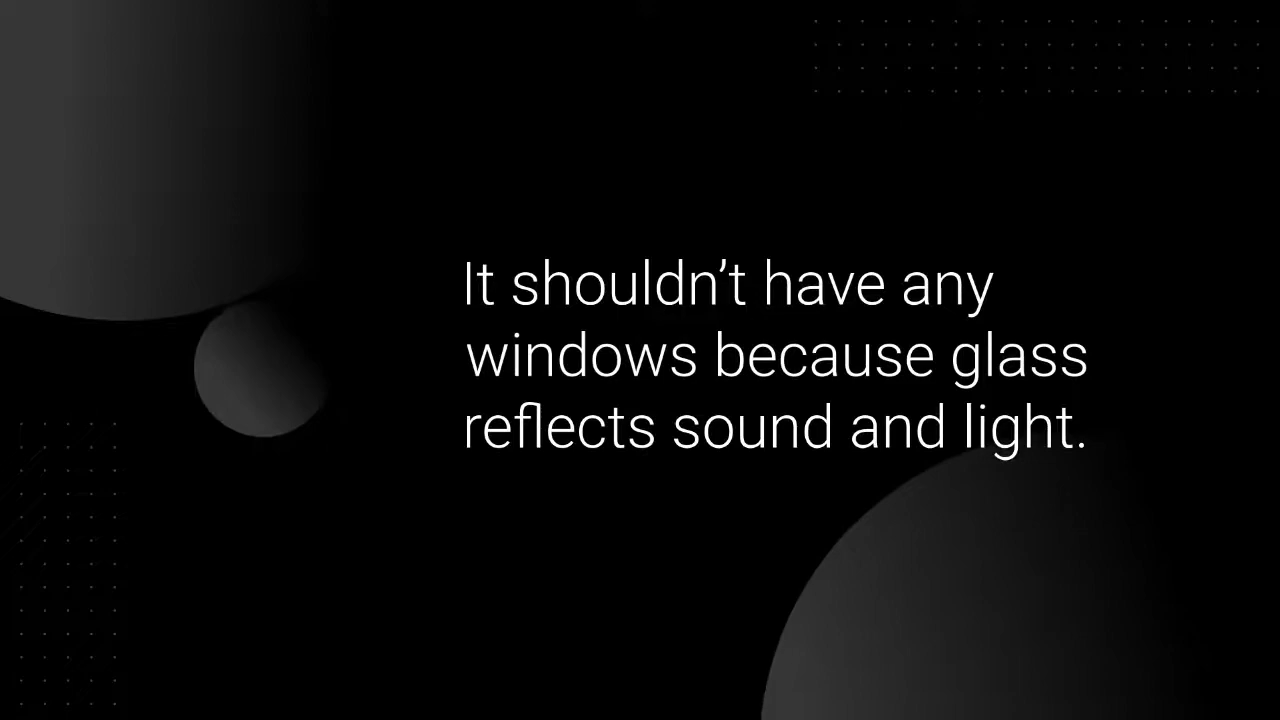 It shouldn’t have any
windows because glass
reflects sound and light.